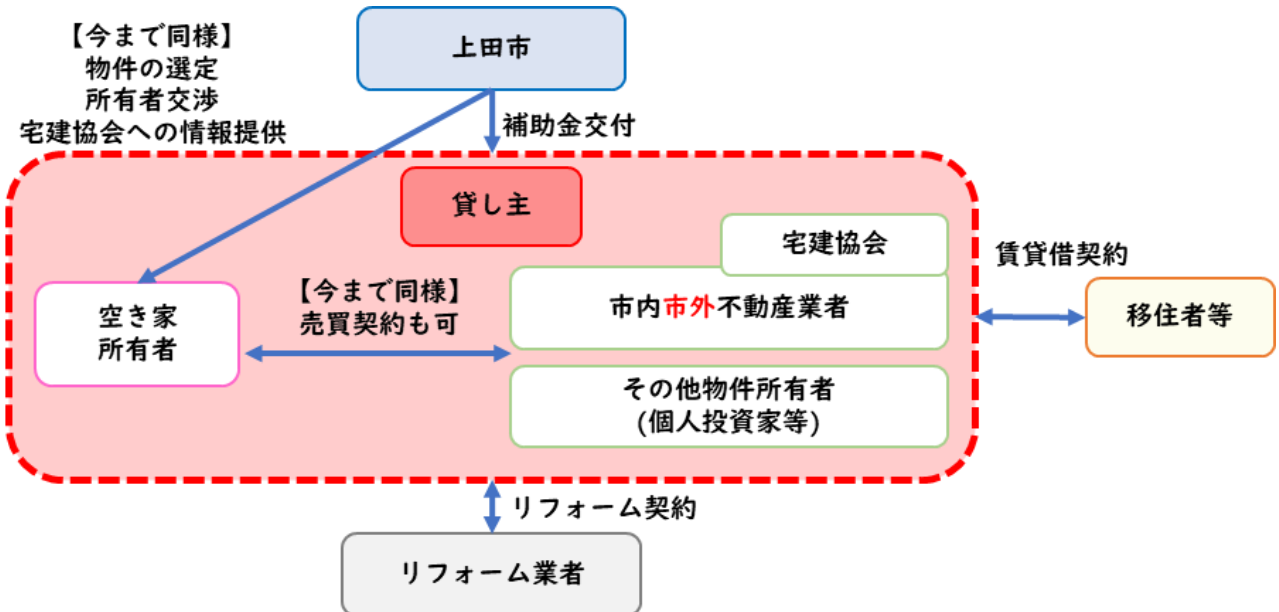 【今まで同様】
物件の選定
所有者交渉
宅建協会への情報提供
上田市
補助金交付
貸し主
宅建協会
市内市外不動産業者
その他物件所有者
(個人投資家等)
空き家
所有者
【今まで同様】
売買契約も可
賃貸借契約
移住者等
リフォーム契約
リフォーム業者